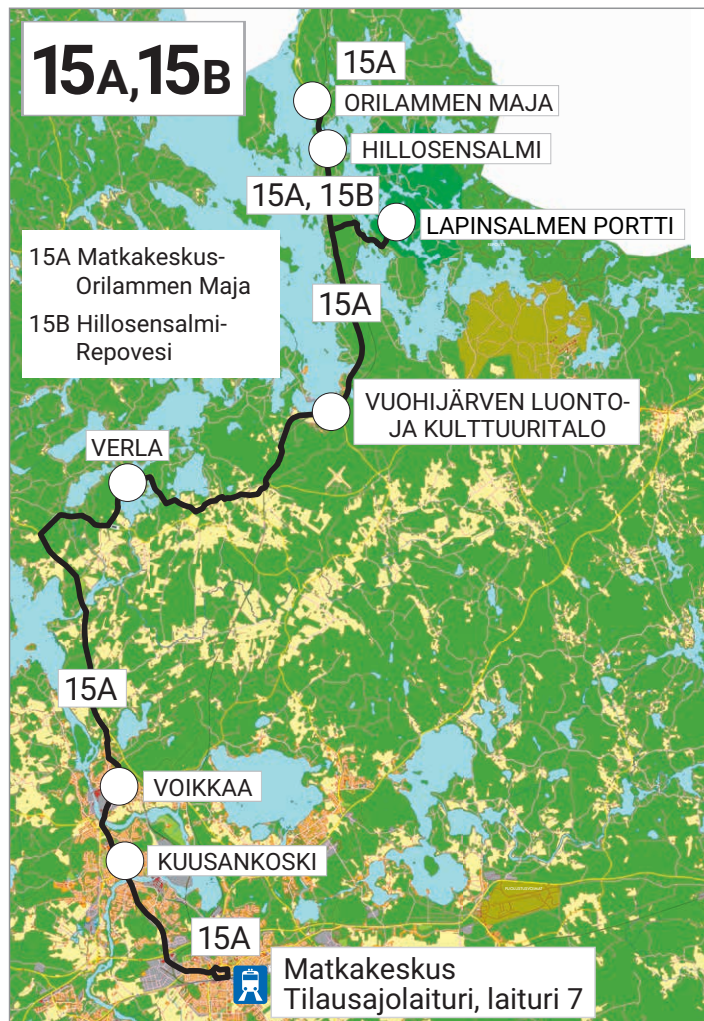 15A,15B
15A
ORILAMMEN MAJA
HILLOSENSALMI
15A, 15B
LAPINSALMEN PORTTI
15A Matkakeskus-
Orilammen Maja
15B Hillosensalmi-
Repovesi
15A
VUOHIJÄRVEN LUONTO-
JA KULTTUURITALO
VERLA
15A
VOIKKAA
KUUSANKOSKI
15A
Matkakeskus
Tilausajolaituri, laituri 7